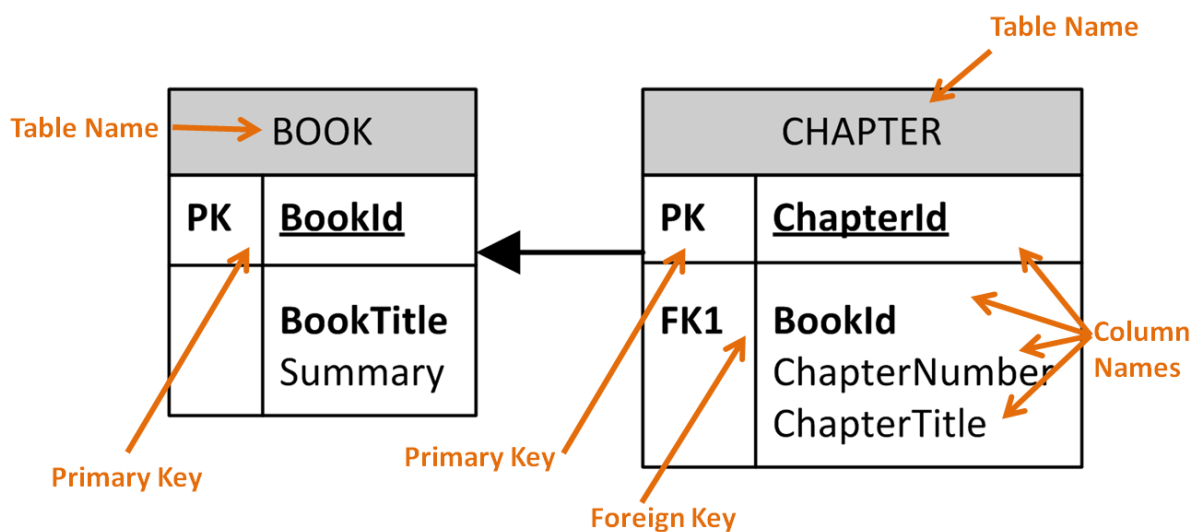 Table Name
Table Name
BOOK
PK
BookId
BookTitle
Summary
Primary Key
CHAPTER
PK
ChapterId
FK1
BookId
ChapterNumber
ChapterTitle
Column
Names
Primary Key
Foreign Key